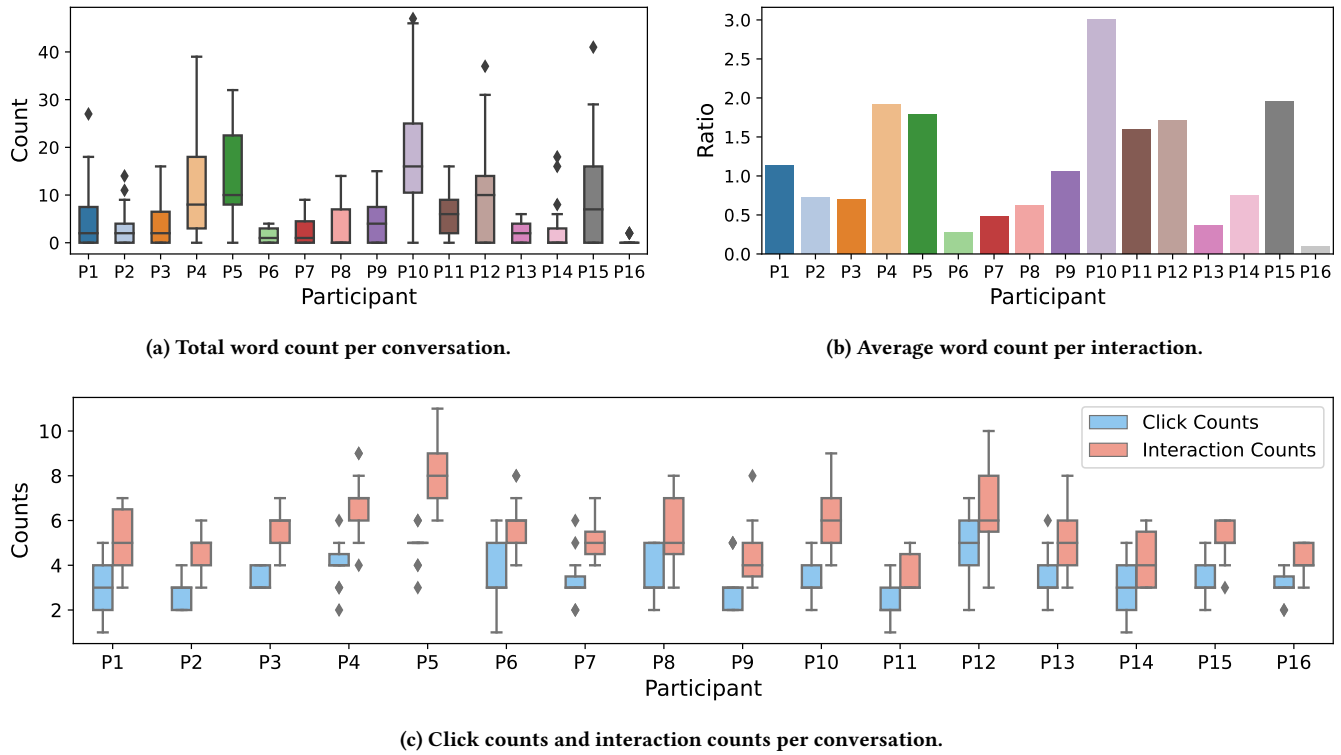 40
30
20
10
0
Count
P1 P2 P3 P4 P5 P6 P7 P8 P9 P10 P11 P12 P13 P14 P15 P16
Participant
(a) Total word count per conversation.
3.0
2.5
2.0
1.5
1.0
0.5
0.0
Ratio
P1 P2 P3 P4 P5 P6 P7 P8 P9 P10 P11 P12 P13 P14 P15 P16
Participant
(b) Average word count per interaction.
10
8
6
4
2
Counts
Click Counts
Interaction Counts
P1 P2 P3 P4 P5 P6 P7 P8 P9 P10 P11 P12 P13 P14 P15 P16
Participant
(c) Click counts and interaction counts per conversation.